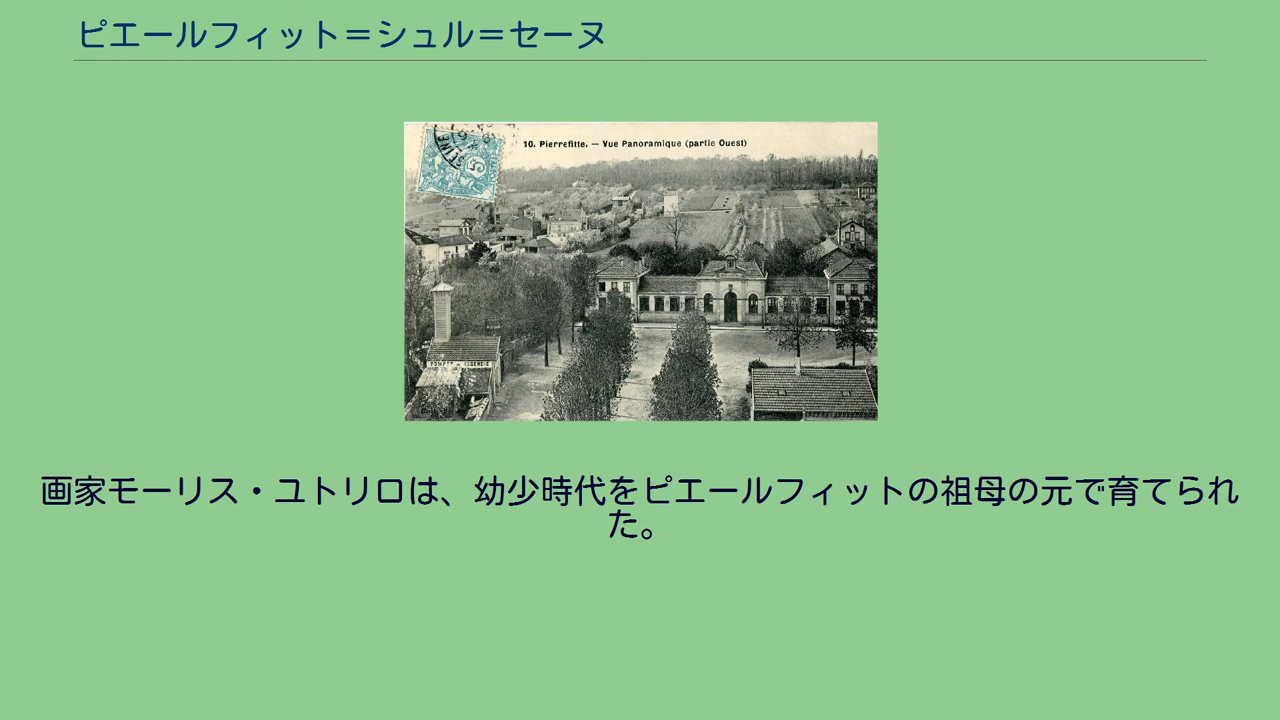 ピエールフィット＝シュル＝セーヌ
10. Pierrefitte. — Vue Panoramique (partie Ouest)
画家モーリス・ユトリロは、幼少時代をピエールフィットの祖母の元で育てられ
た。